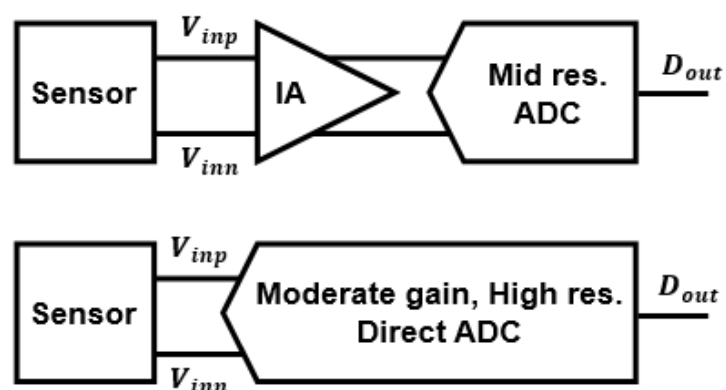 V_inp
Sensor
IA
Mid res.
ADC
D_out
V_inn
V_inp
Sensor
Moderate gain, High res.
Direct ADC
D_out
V_inn